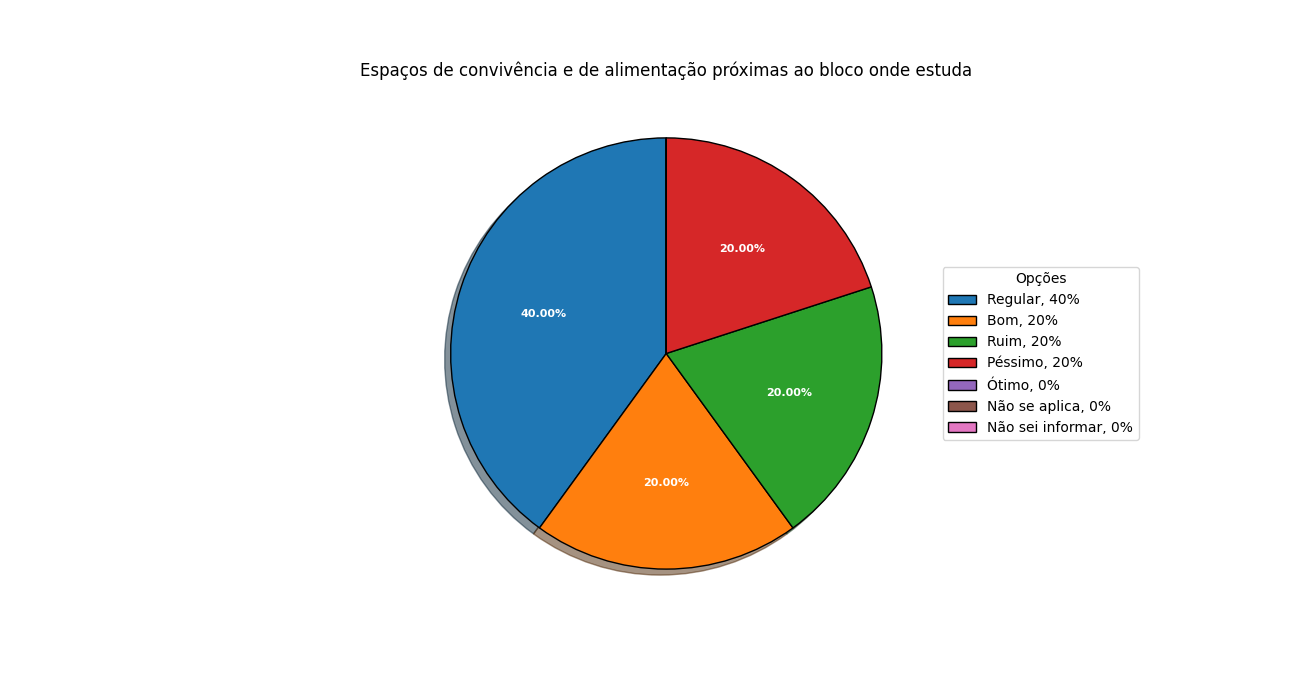 Espaços de convivência e de alimentação próximas ao bloco onde estuda
20.00%
40.00%
20.00%
20.00%
Opções
Regular, 40%
Bom, 20%
Ruim, 20%
Péssimo, 20%
Ótimo, 0%
Não se aplica, 0%
Não sei informar, 0%